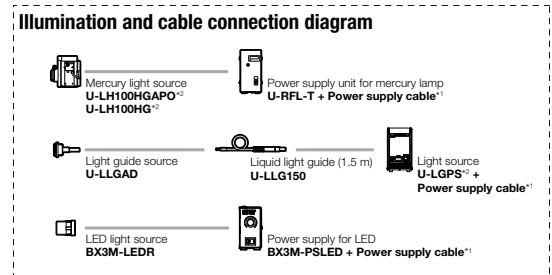 Illumination and cable connection diagram
Mercury light source
U-LH100HGAPO*2
U-LH100HG*2
Power supply unit for mercury lamp
U-RFL-T + Power supply cable*1
Light guide source
U-LLGAD
Liquid light guide (1.5 m)
U-LLG150
Light source
U-LGPS*2 +
Power supply cable*1
LED light source
BX3M-LEDR
Power supply for LED
BX3M-PSLED + Power supply cable*1